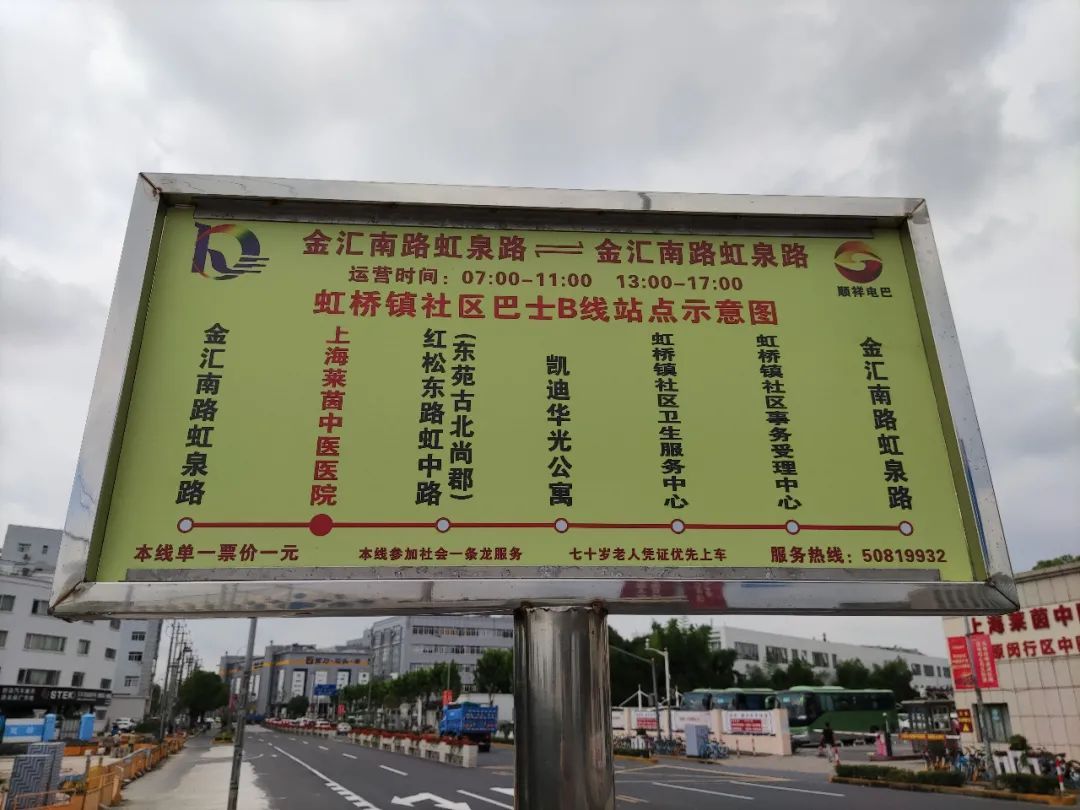 金汇南路虹泉路 ⇌ 金汇南路虹泉路
运营时间：07:00-11:00 13:00-17:00
虹桥镇社区巴士B线站点示意图
顺祥电巴
金汇南路虹泉路
上海莱茵中医医院
红松东路虹中路
(东苑古北尚郡)
凯迪华光公寓
虹桥镇社区卫生服务中心
虹桥镇社区事务受理中心
金汇南路虹泉路
本线单一票价一元
本线参加社会一条龙服务
七十岁老人凭证优先上车
服务热线：50819932
STEK
上海莱茵中
闵行区中